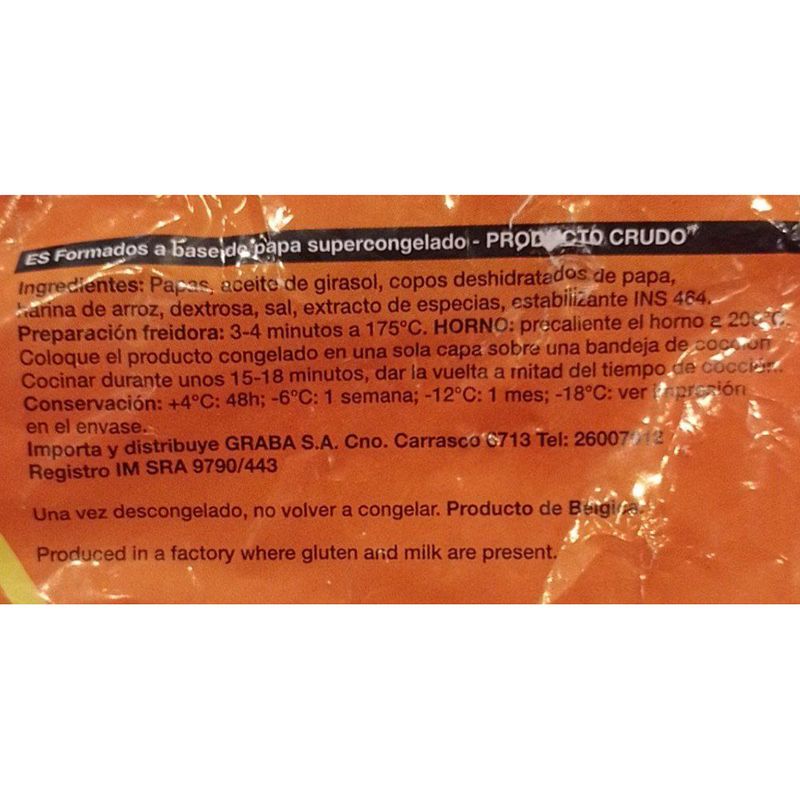 ES Formados a base de papa supercongelado - PRODUCTO CRUDO"
Ingredientes: Papas, aceite de girasol, copos deshidratados de papa,
harina de arroz, dextrosa, sal, extracto de especias, estabilizante INS 464.
Preparación freidora: 3-4 minutos a 175°C. HORNO: precaliente el horno a 200°C.
Coloque el producto congelado en una sola capa sobre una bandeja de cocción
Cocinar durante unos 15-18 minutos, dar la vuelta a mitad del tiempo de cocción.
Conservación: +4°C: 48h; -6°C: 1 semana; -12°C: 1 mes; -18°C: ver impresión
en el envase.
Importa y distribuye GRABA S.A. Cno. Carrasco 6713 Tel:
Registro IM SRA 9790/443
Una vez descongelado, no volver a congelar. Producto de Belgica.
Produced in a factory where gluten and milk are present.